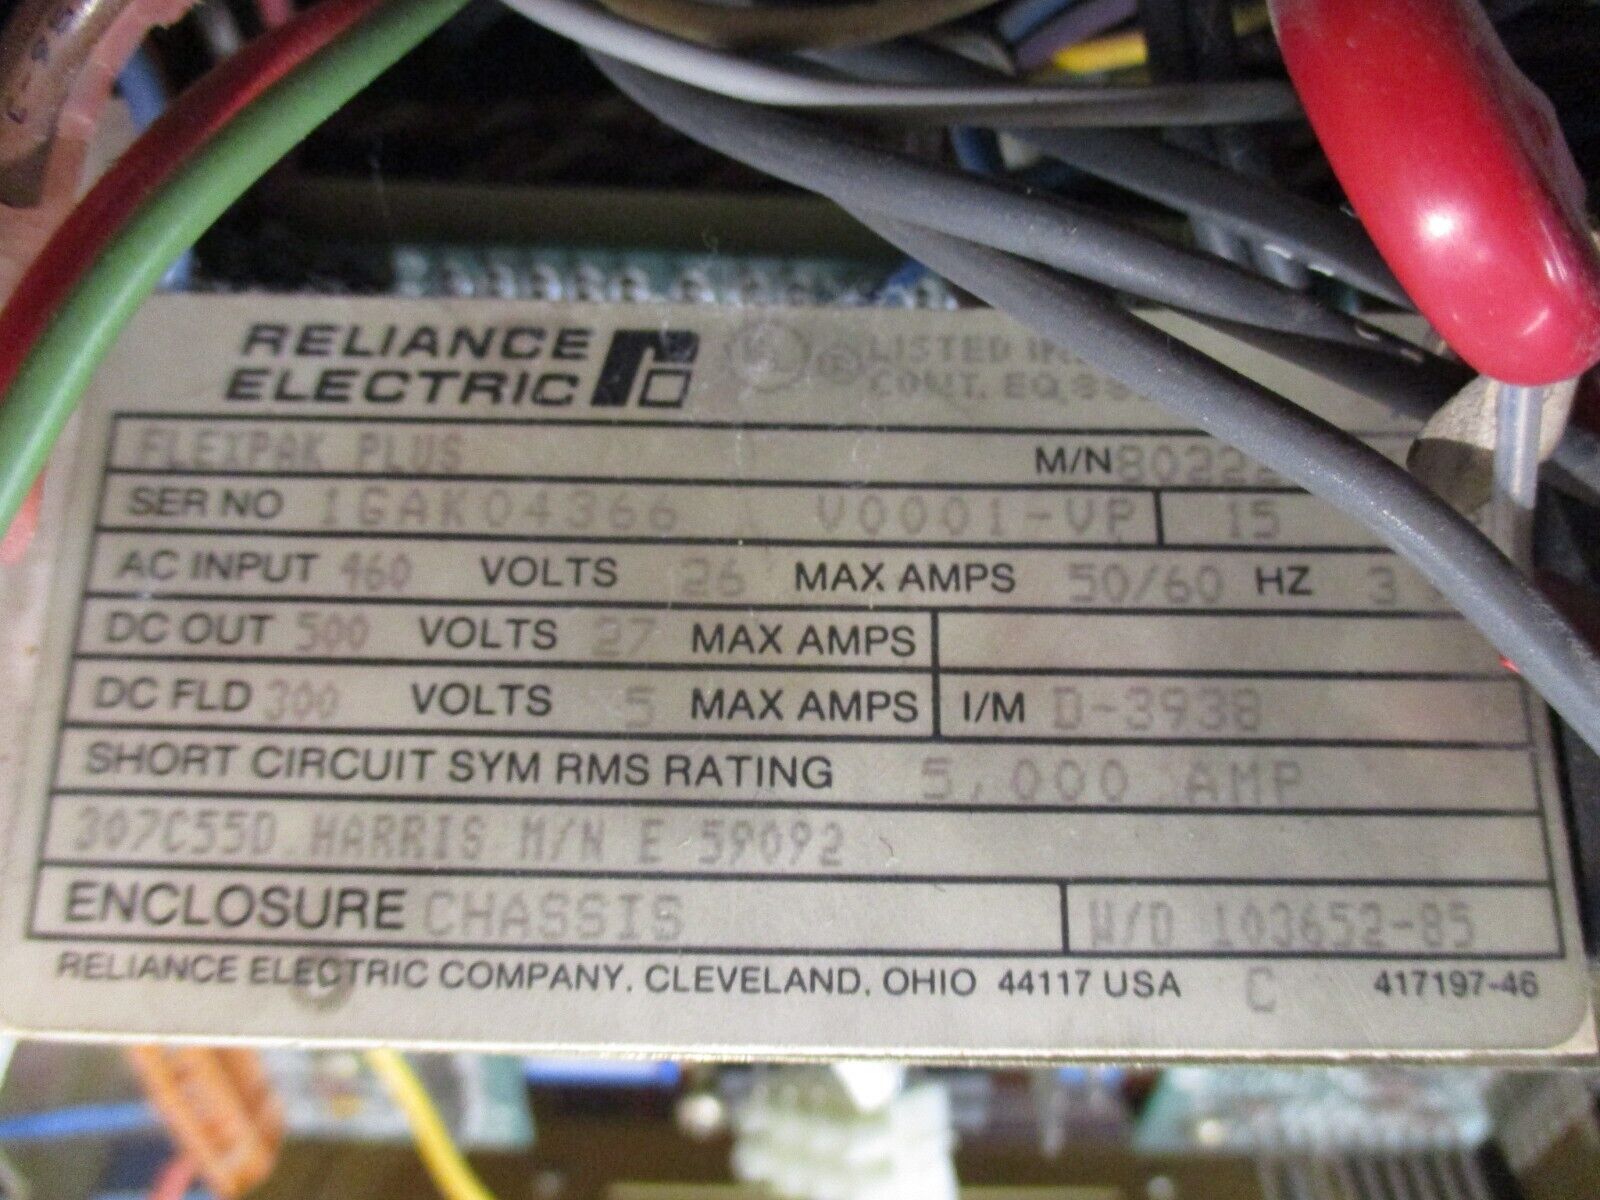 RELIANCE
ELECTRIC
LISTED
CONT. EQ.
FLEXPAK PLUS M/N 8022
SER NO 1GAK04366 V0001-VP 15
AC INPUT 460 VOLTS 26 MAX AMPS 50/60 HZ 3
DC OUT 500 VOLTS 27 MAX AMPS
DC FLD 300 VOLTS 5 MAX AMPS I/M D-3938
SHORT CIRCUIT SYM RMS RATING 5,000 AMP
307C55D HARRIS M/N E 59092
ENCLOSURE CHASSIS W/O 103652-85
RELIANCE ELECTRIC COMPANY, CLEVELAND, OHIO 44117 USA C 417197-46